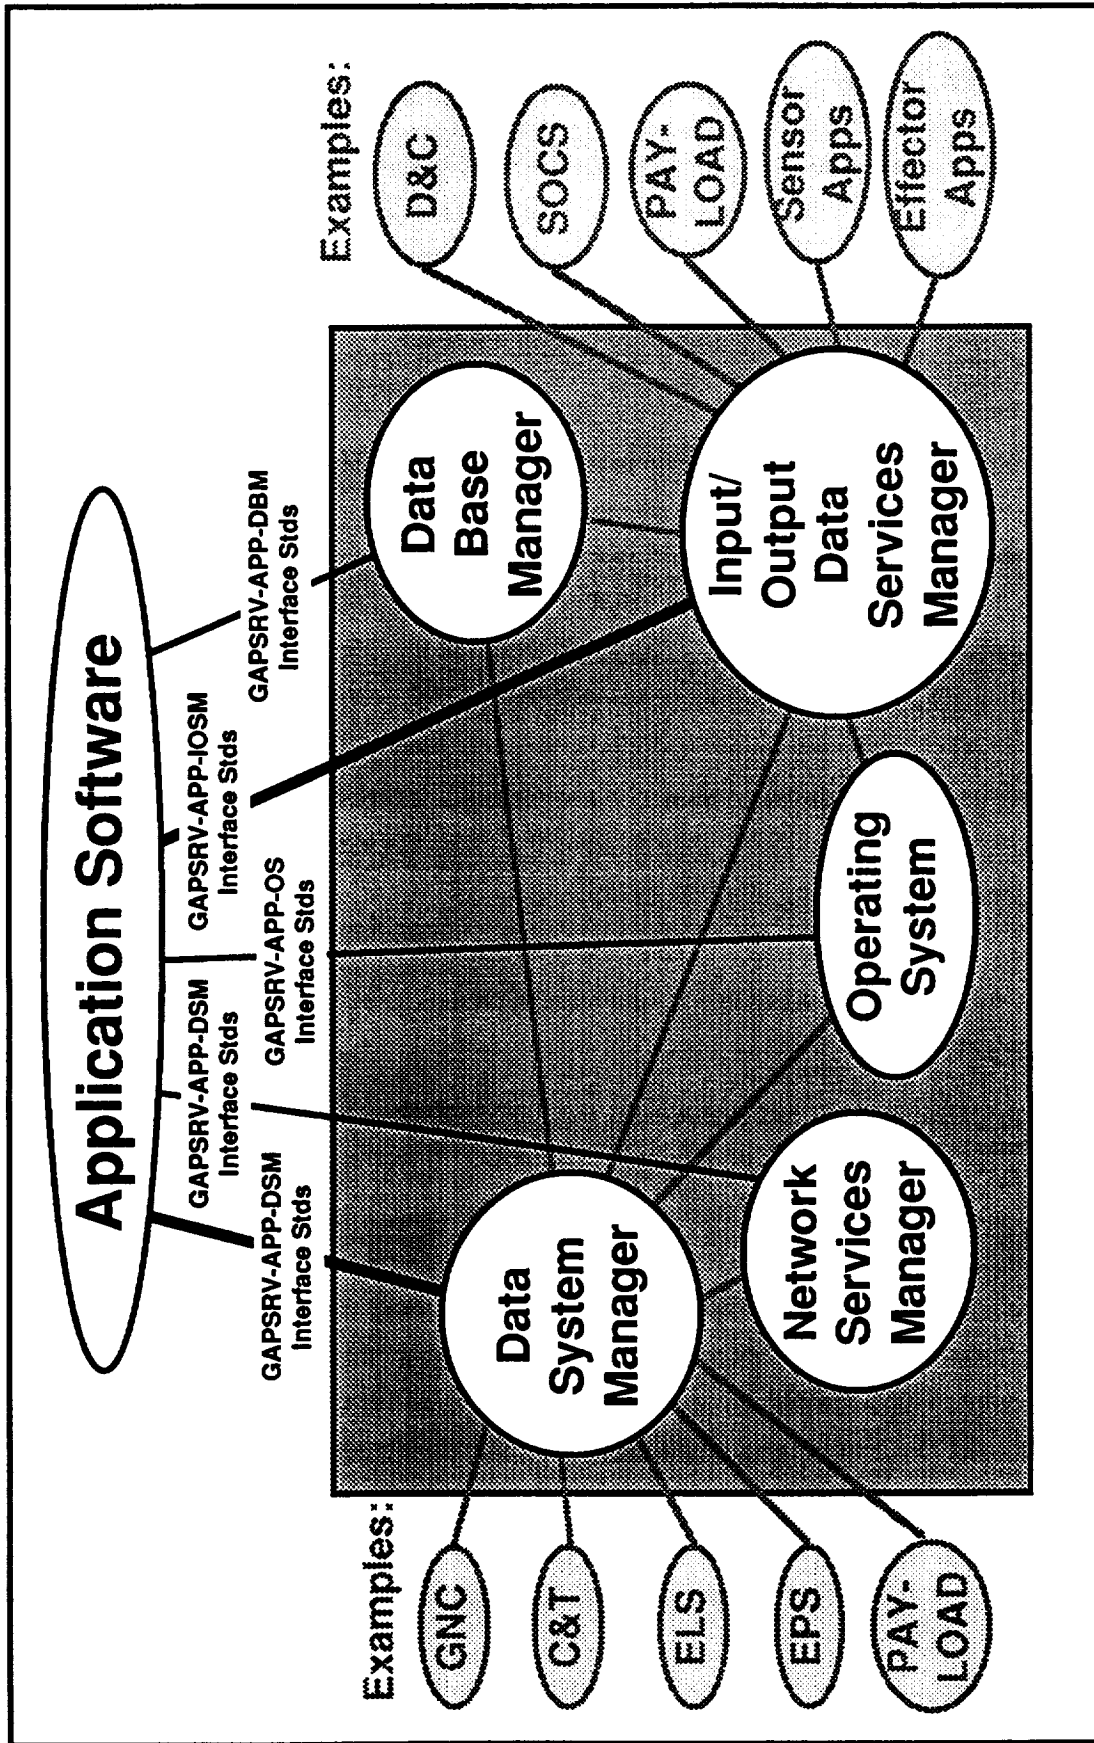 Application Software
GAPSRV-APP-DSM
Interface Stds
GAPSRV-APP-DSM
Interface Stds
GAPSRV-APP-OS
Interface Stds
GAPSRV-APP-IOSM
Interface Stds
GAPSRV-APP-DBM
Interface Stds
Examples:
GNC
C&T
ELS
EPS
PAY-
LOAD
Data
System
Manager
Network
Services
Manager
Operating
System
Data
Base
Manager
Input/
Output
Data
Services
Manager
Examples:
D&C
SOCS
PAY-
LOAD
Sensor
Apps
Effector
Apps